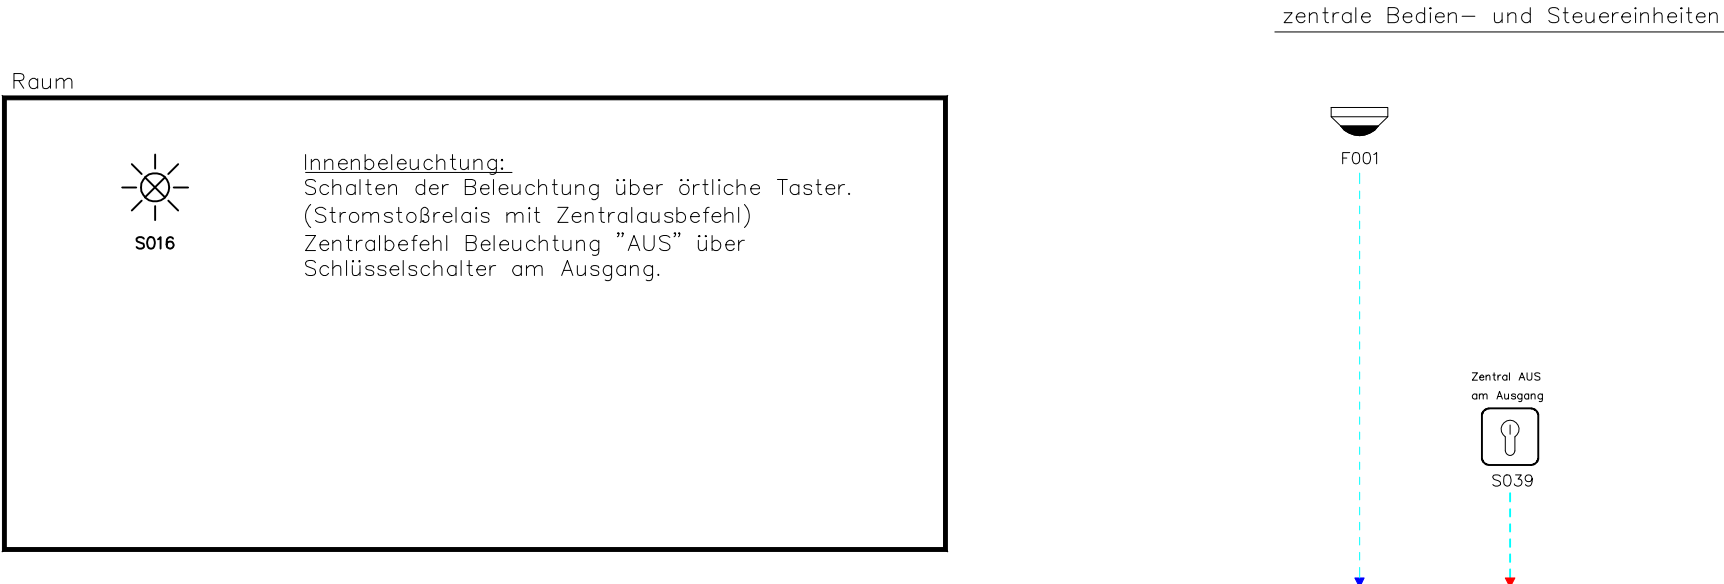 zentrale Bedien- und Steuereinheiten
Raum
Innenbeleuchtung:
Schalten der Beleuchtung über örtliche Taster.
(Stromstoßrelais mit Zentralausbefehl)
Zentralbefehl Beleuchtung "AUS" über
Schlüsselschalter am Ausgang.
S016
F001
Zentral AUS
am Ausgang
S039